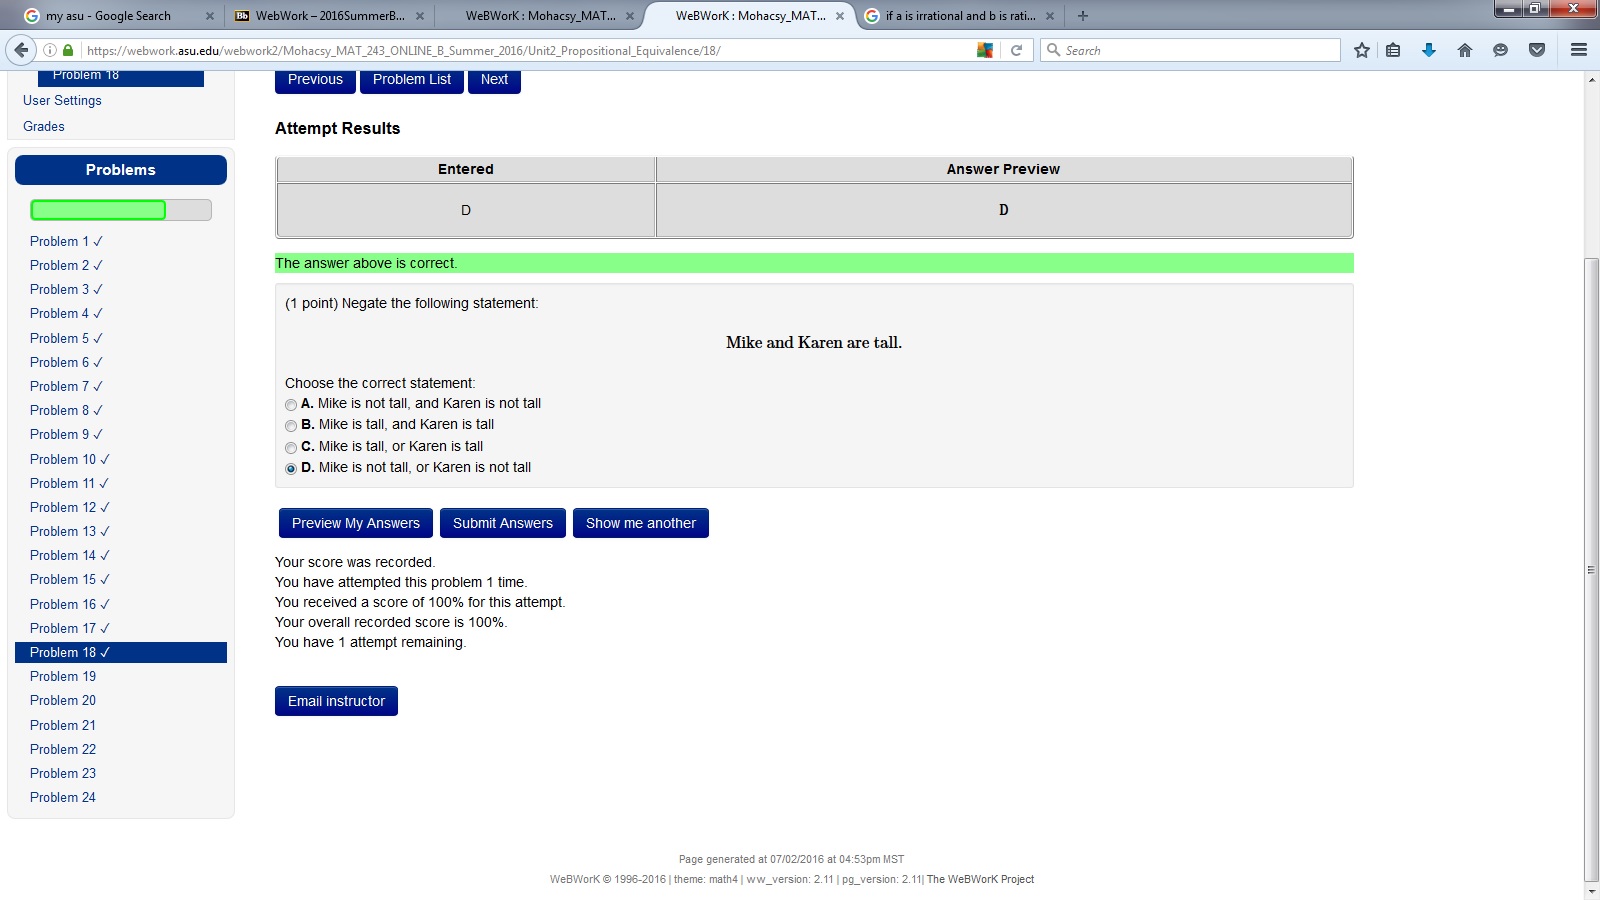 my asu - Google Search
WebWork – 2016SummerB...
WeBWorK : Mohacsy_MAT...
WeBWorK : Mohacsy_MAT...
if a is irrational and b is rati...
https://webwork.asu.edu/webwork2/Mohacsy_MAT_243_ONLINE_B_Summer_2016/Unit2_Propositional_Equivalence/18/
Search
Problem 18
User Settings
Grades
Problems
Problem 1 ✓
Problem 2 ✓
Problem 3 ✓
Problem 4 ✓
Problem 5 ✓
Problem 6 ✓
Problem 7 ✓
Problem 8 ✓
Problem 9 ✓
Problem 10 ✓
Problem 11 ✓
Problem 12 ✓
Problem 13 ✓
Problem 14 ✓
Problem 15 ✓
Problem 16 ✓
Problem 17 ✓
Problem 18 ✓
Problem 19
Problem 20
Problem 21
Problem 22
Problem 23
Problem 24
Previous Problem List Next
Attempt Results
Entered Answer Preview
D D
The answer above is correct.
(1 point) Negate the following statement:
Mike and Karen are tall.
Choose the correct statement:
A. Mike is not tall, and Karen is not tall
B. Mike is tall, and Karen is tall
C. Mike is tall, or Karen is tall
D. Mike is not tall, or Karen is not tall
Preview My Answers Submit Answers Show me another
Your score was recorded.
You have attempted this problem 1 time.
You received a score of 100% for this attempt.
Your overall recorded score is 100%.
You have 1 attempt remaining.
Email instructor
Page generated at 07/02/2016 at 04:53pm MST
WeBWorK © 1996-2016 | theme: math4 | ww_version: 2.11 | pg_version: 2.11| The WeBWorK Project